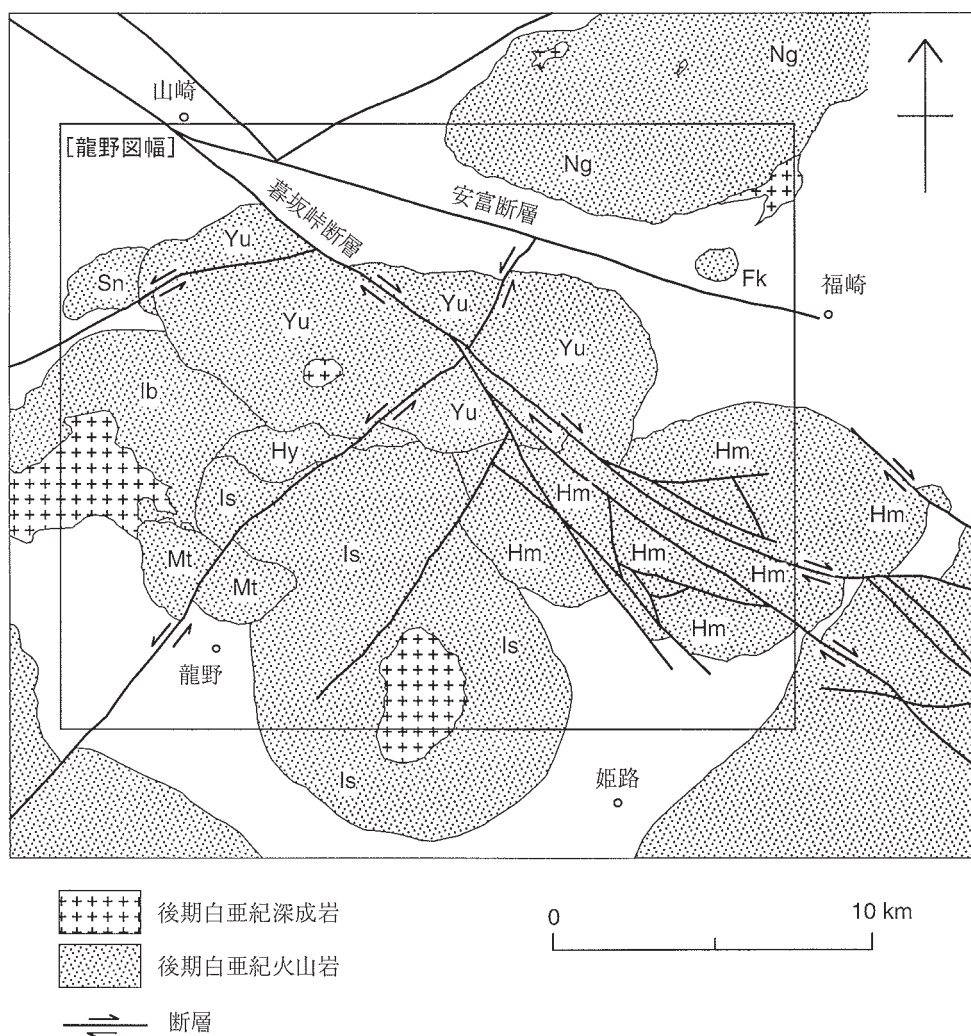 Ng
山崎
[龍野図幅]
Ng
安富断層
暮坂峠断層
Yu
Sn
Fk
福崎
Yu
Yu
Yu
Ib
Yu
Hy
Hm
Is
Hm
Hm
Is
Hm
Hm
Mt
Hm
Mt
Hm
Is
龍野
Is
姫路
後期白亜紀深成岩
0
10 km
後期白亜紀火山岩
断層